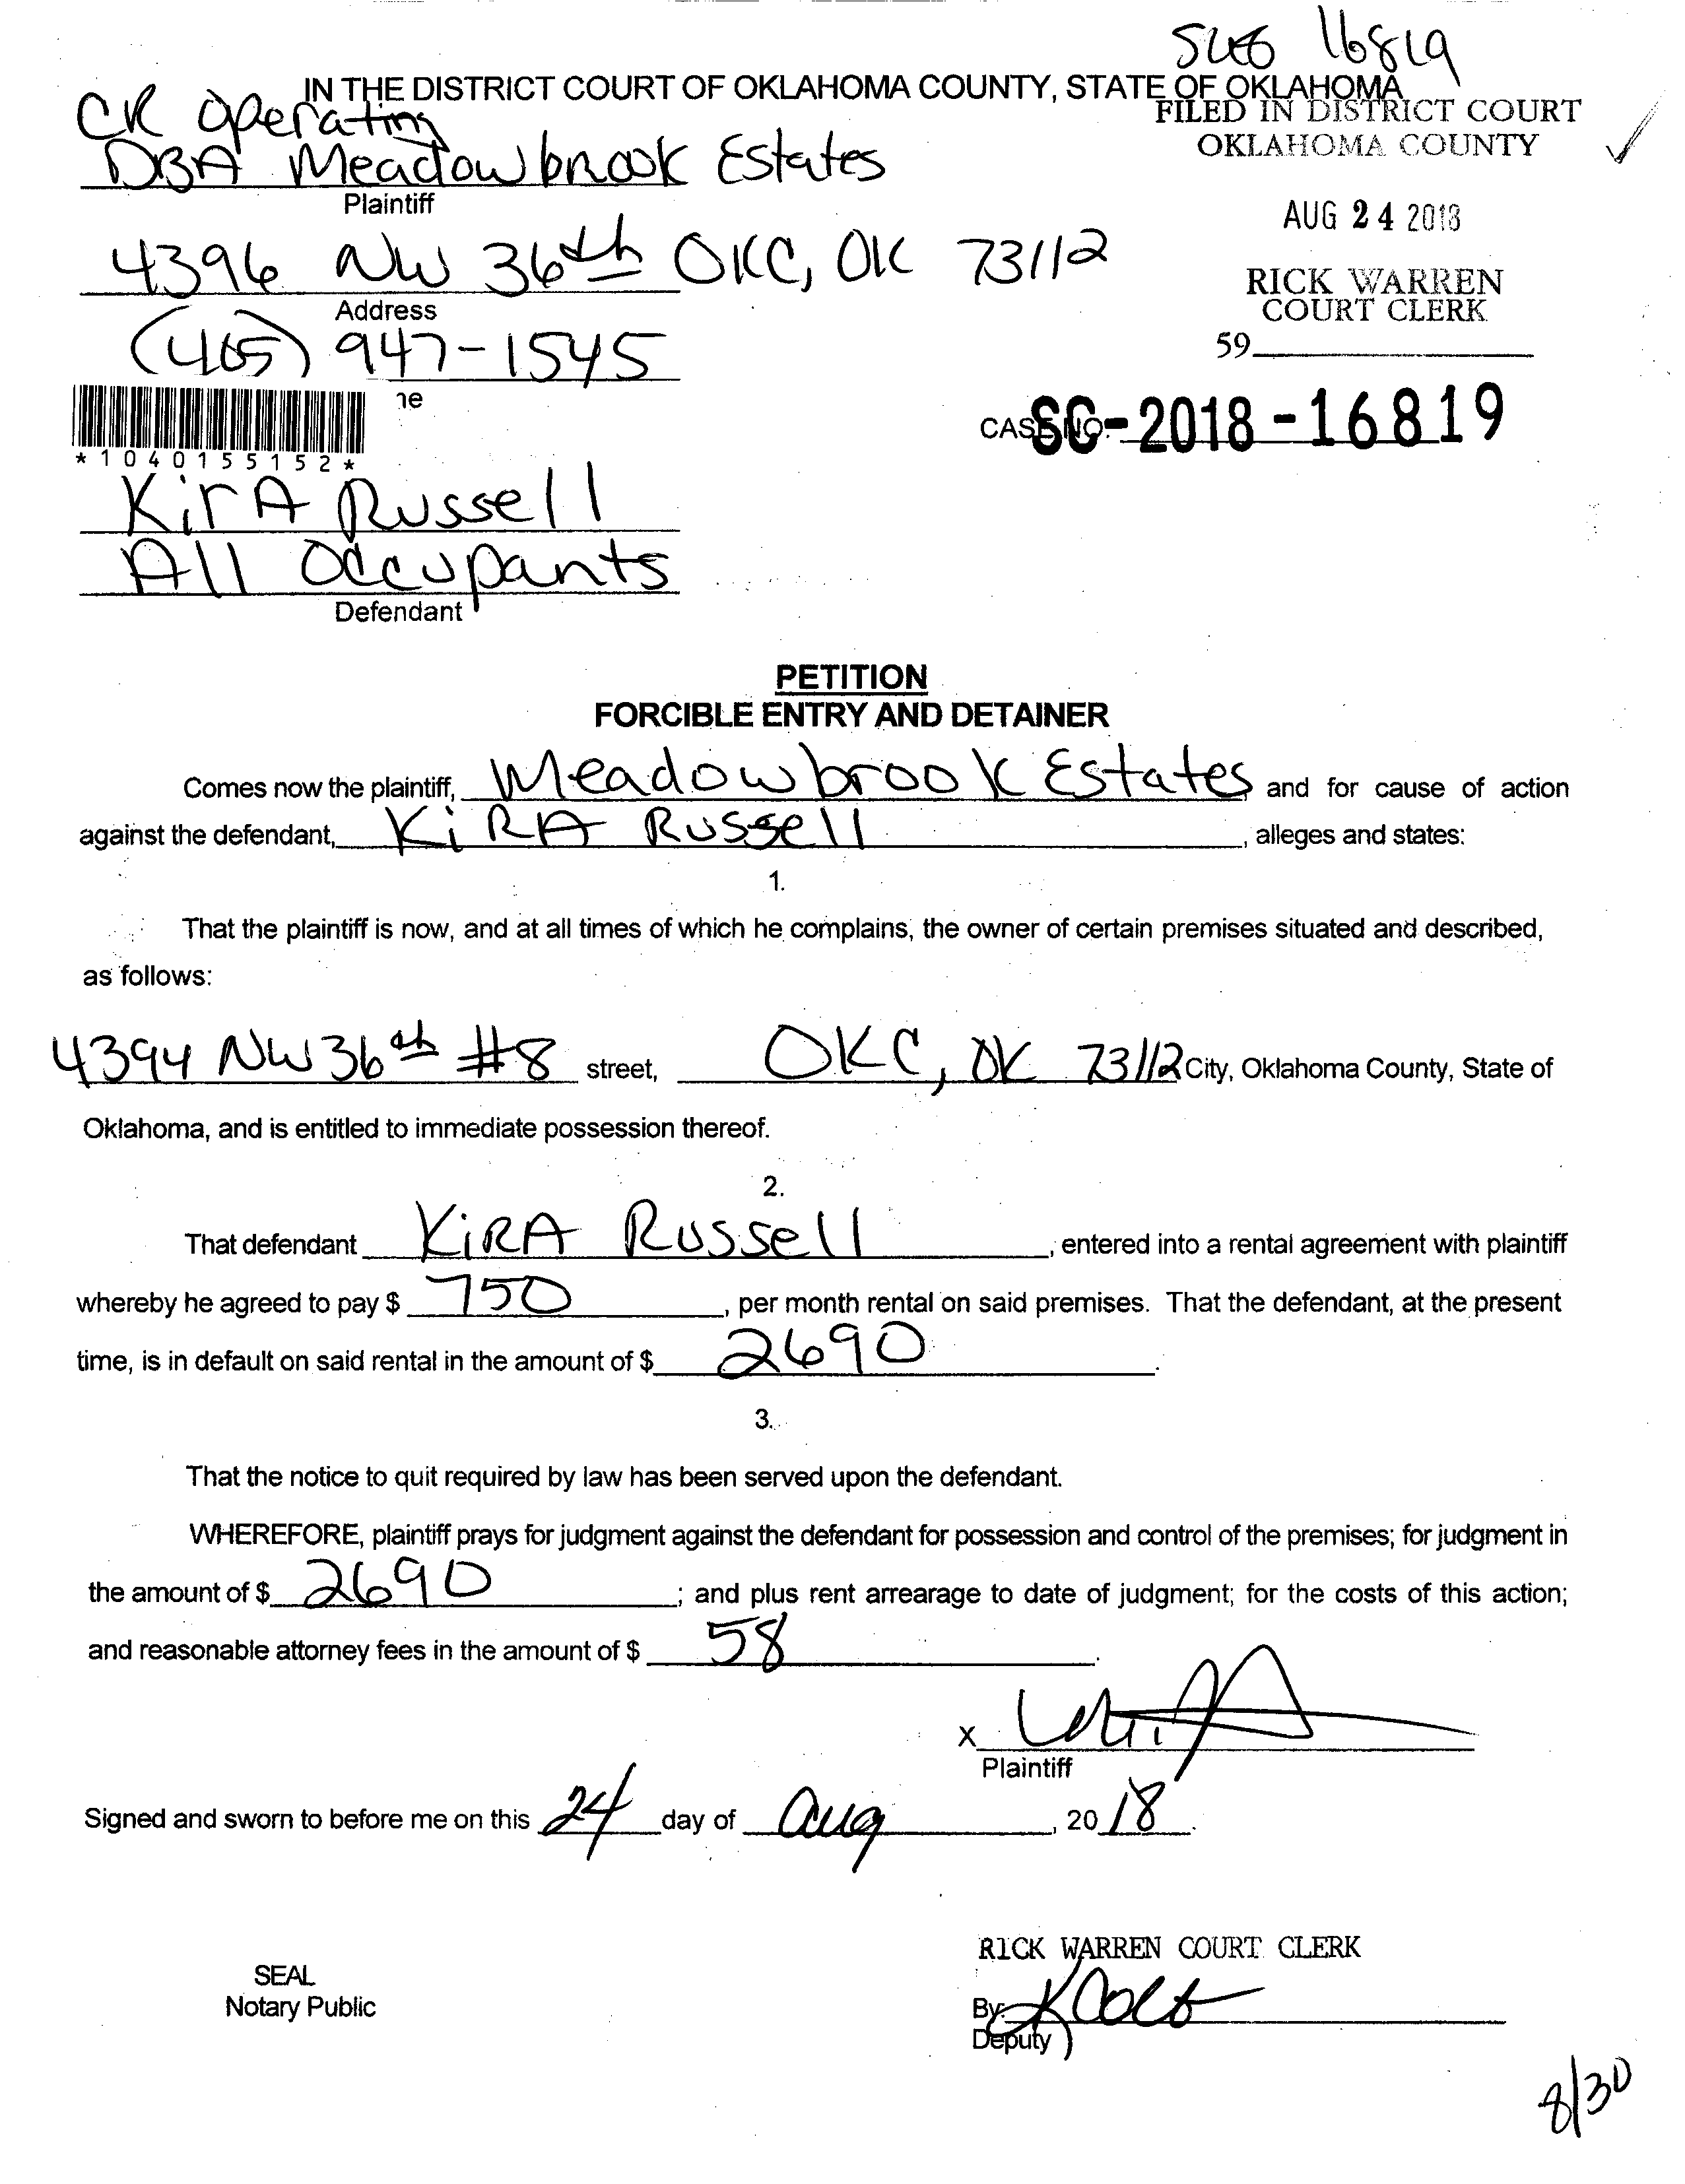 SC18 16819
IN THE DISTRICT COURT OF OKLAHOMA COUNTY, STATE OF OKLAHOMA
CR operating
DBA Meadowbrook Estates
Plaintiff
FILED IN DISTRICT COURT
OKLAHOMA COUNTY
AUG 24 2018
4396 NW 36th OKC, OK 73112
Address
RICK WARREN
COURT CLERK
(405) 947-1545
59
ne
CASE NO. SC-2018-16819
*1040155152*
KirA Russell
All Occupants
Defendant
PETITION
FORCIBLE ENTRY AND DETAINER
Comes now the plaintiff, Meadowbrook Estates and for cause of action
against the defendant, KiRA Russell, alleges and states:
1.
That the plaintiff is now, and at all times of which he complains, the owner of certain premises situated and described,
as follows:
4394 NW 36th #8 street, OKC, OK 73112 City, Oklahoma County, State of
Oklahoma, and is entitled to immediate possession thereof.
2.
That defendant KiRA Russell, entered into a rental agreement with plaintiff
whereby he agreed to pay $ 750, per month rental on said premises. That the defendant, at the present
time, is in default on said rental in the amount of $ 2690.
3.
That the notice to quit required by law has been served upon the defendant.
WHEREFORE, plaintiff prays for judgment against the defendant for possession and control of the premises; for judgment in
the amount of $ 2690; and plus rent arrearage to date of judgment; for the costs of this action;
and reasonable attorney fees in the amount of $ 58.
X
Plaintiff
Signed and sworn to before me on this 24 day of Aug, 2018.
RICK WARREN COURT CLERK
SEAL
Notary Public
By:
Deputy
8/30